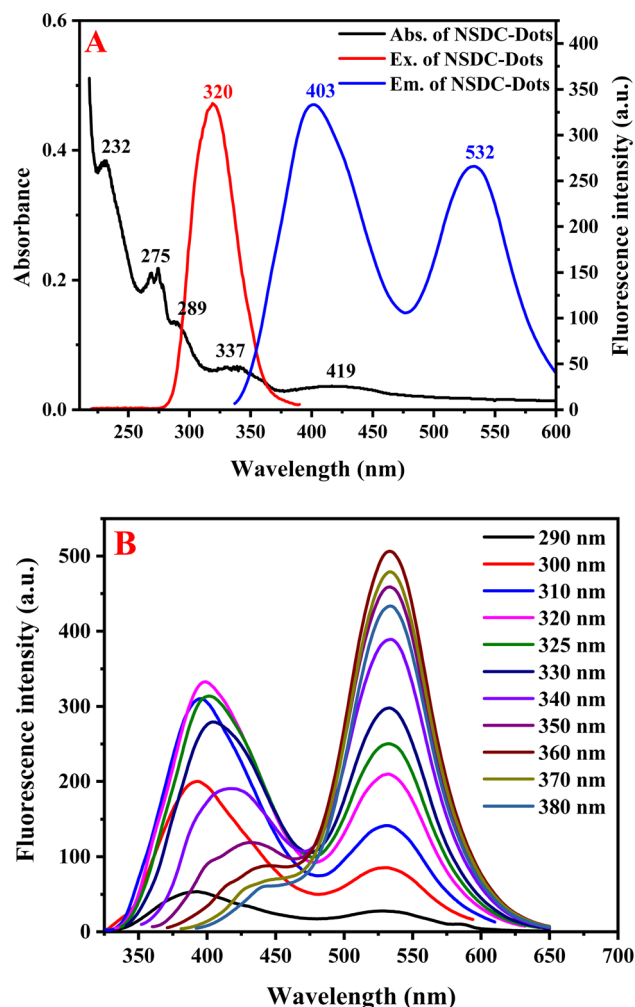 A
Abs. of NSDC-Dots
Ex. of NSDC-Dots
Em. of NSDC-Dots
320
403
532
232
275
289
337
419
0.6
0.4
0.2
0.0
400
350
300
250
200
150
100
50
0
250 300 350 400 450 500 550 600
Absorbance
Fluorescence intensity (a.u.)
Wavelength (nm)
B
290 nm
300 nm
310 nm
320 nm
325 nm
330 nm
340 nm
350 nm
360 nm
370 nm
380 nm
500
400
300
200
100
0
350 400 450 500 550 600 650 700
Fluorescence intensity (a.u.)
Wavelength (nm)